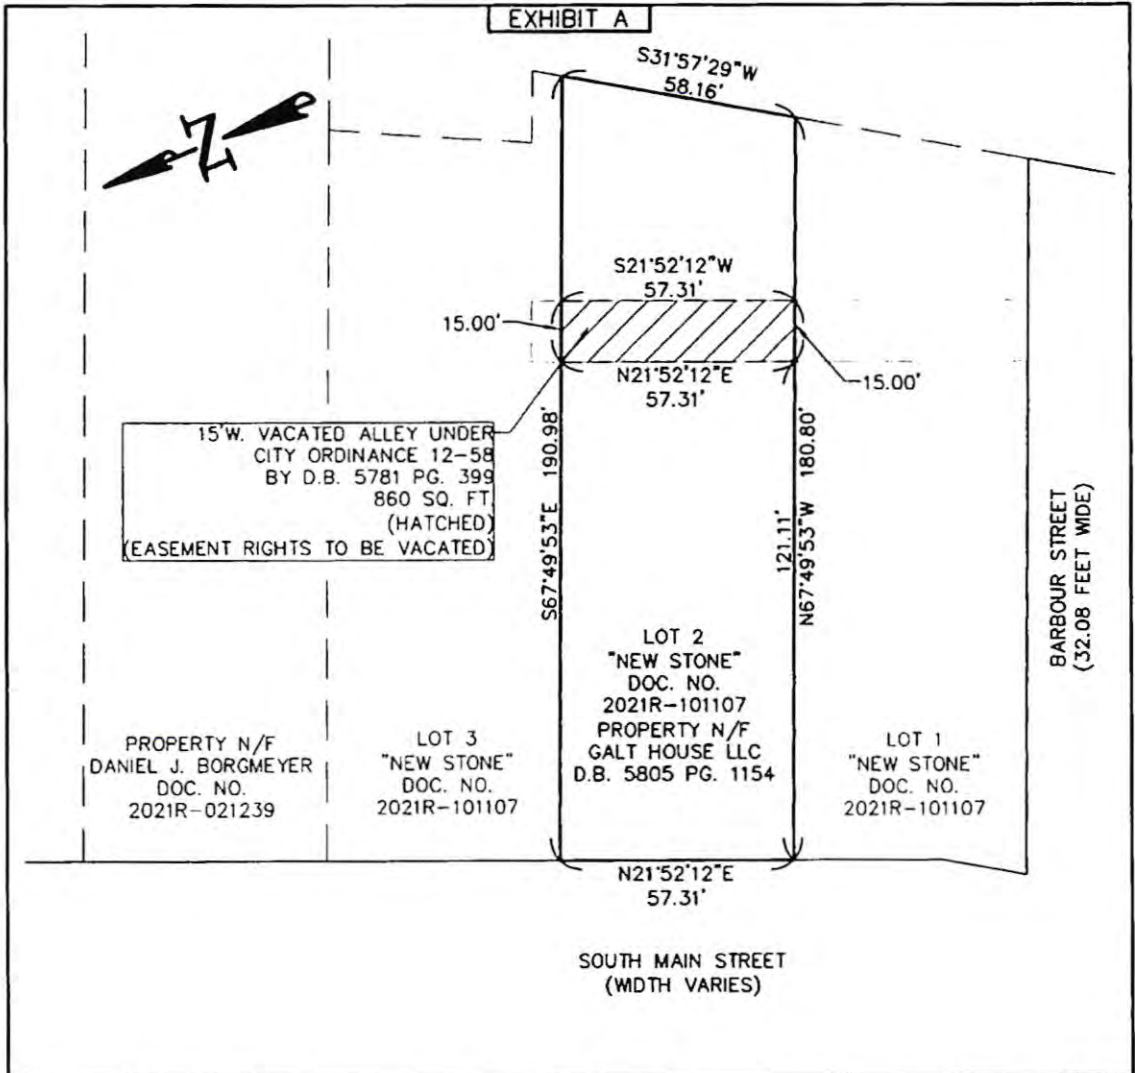 EXHIBIT A
S31°57'29"W
58.16'
N
S21°52'12"W
57.31'
15.00'
N21°52'12"E
57.31'
15.00'
15'W. VACATED ALLEY UNDER
CITY ORDINANCE 12-58
BY D.B. 5781 PG. 399
860 SQ. FT.
(HATCHED)
(EASEMENT RIGHTS TO BE VACATED)
S67°49'53"E 190.98'
121.11'
N67°49'53"W 180.80'
BARBOUR STREET
(32.08 FEET WIDE)
PROPERTY N/F
DANIEL J. BORGMEYER
DOC. NO.
2021R-021239
LOT 3
"NEW STONE"
DOC. NO.
2021R-101107
LOT 2
"NEW STONE"
DOC. NO.
2021R-101107
PROPERTY N/F
GALT HOUSE LLC
D.B. 5805 PG. 1154
LOT 1
"NEW STONE"
DOC. NO.
2021R-101107
N21°52'12"E
57.31'
SOUTH MAIN STREET
(WIDTH VARIES)